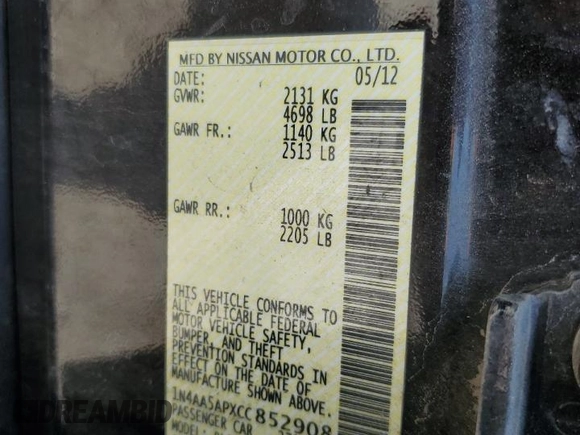 MFD BY NISSAN MOTOR CO., LTD.
DATE: 05/12
GVWR: 2131 KG
4698 LB
GAWR FR.: 1140 KG
2513 LB
GAWR RR.: 1000 KG
2205 LB
THIS VEHICLE CONFORMS TO
ALL APPLICABLE FEDERAL
MOTOR VEHICLE SAFETY,
BUMPER, AND THEFT
PREVENTION STANDARDS IN
EFFECT ON THE DATE OF
MANUFACTURE SHOWN ABOVE.
1N4AA5APXCC852908
PASSENGER CAR
DREAMBID